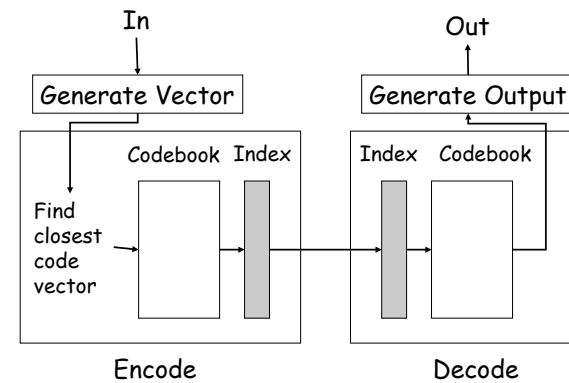 In
Out
Generate Vector
Generate Output
Codebook Index
Index Codebook
Find
closest
code
vector
Encode
Decode